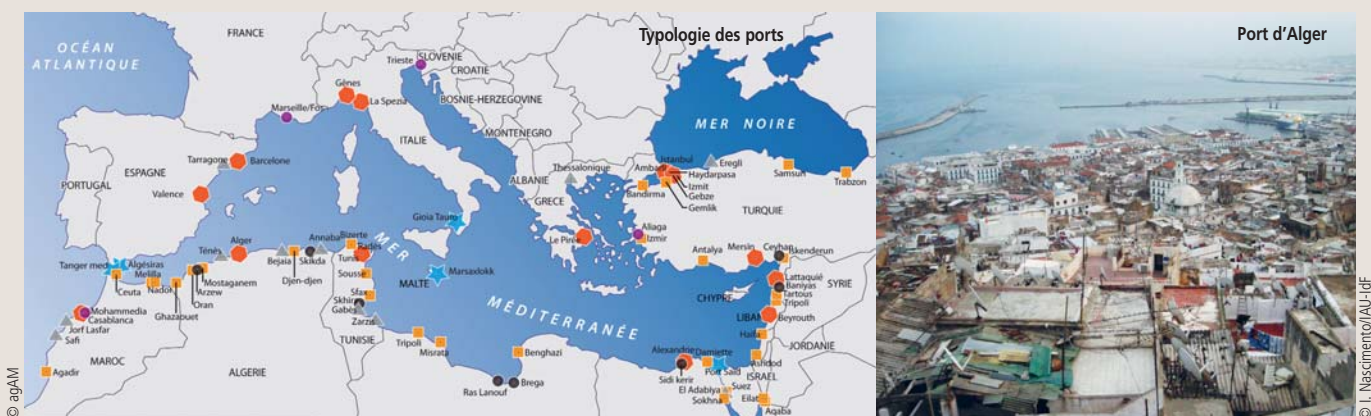 Typologie des ports
Port d'Alger
OCÉAN
ATLANTIQUE
FRANCE
Trieste
SLOVENIE
CROATIE
Gênes
La Spezia
BOSNIE-HERZEGOVINE
Marseille/Fos
ITALIE
MONTENEGRO
MER NOIRE
Tarragone
Barcelone
ESPAGNE
PORTUGAL
Valence
ALBANIE
GRECE
Thessalonique
Istanbul
Eregli
Haydarpasa
Samsun
Trabzon
Izmit
Gebze
Gemlik
Bandirma
TURQUIE
Gioia Tauro
Le Pirée
Aliaga
Izmir
Antalya
Mersin
Ceyhan
Iskenderun
Tanger med
Algésiras
Ceuta
Melilla
Nador
Ghazaouet
Oran
Arzew
Mostaganem
Ténès
Alger
Bejaia
Djen-djen
Skikda
Annaba
Bizerte
Tunis
Radès
MER
MÉDITERRANÉE
Sousse
Sfax
Skhira
Gabès
Zarzis
TUNISIE
MALTE
Marsaxlokk
CHYPRE
Lattaquié
Baniyas
Tartous
Tripoli
SYRIE
LIBAN
Beyrouth
Mohammedia
Casablanca
Jorf Lasfar
Safi
Agadir
MAROC
ALGERIE
Tripoli
Misrata
Benghazi
Ras Lanouf
Brega
Alexandrie
Damiette
Port Saïd
Sidi kerir
El Adabiya
Suez
Sokhna
Haifa
Ashdod
ISRAEL
JORDANIE
Eilat
Aqaba
© agAM
© J. Nascimento/IAU-IdF